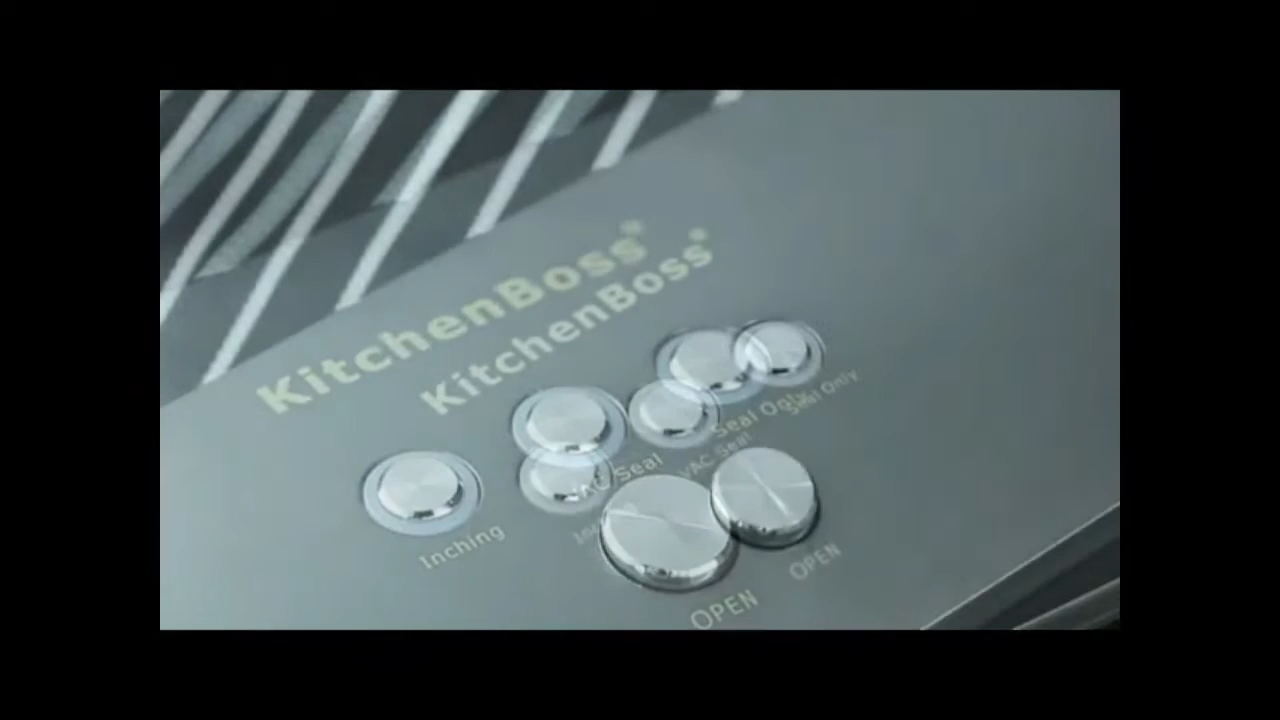 KitchenBoss®
KitchenBoss®
Seal Only
Seal Only
VAC Seal
VAC Seal
Inching
OPEN
OPEN